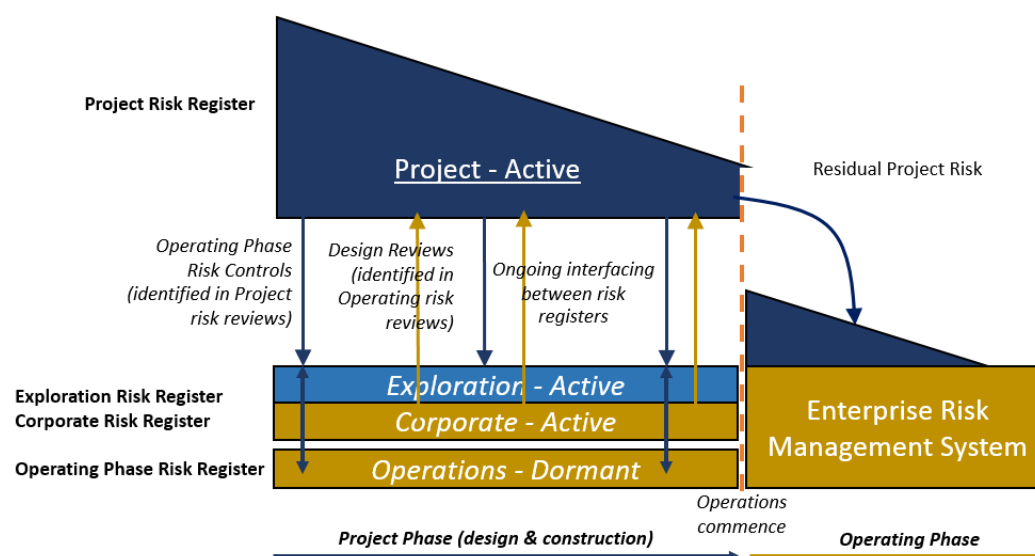 Project Risk Register
Project - Active
Residual Project Risk
Operating Phase
Risk Controls
(identified in Project
risk reviews)
Design Reviews
(identified in
Operating risk
reviews)
Ongoing interfacing
between risk
registers
Exploration Risk Register
Corporate Risk Register
Operating Phase Risk Register
Exploration - Active
Corporate - Active
Operations - Dormant
Enterprise Risk
Management System
Operations
commence
Project Phase (design & construction)
Operating Phase